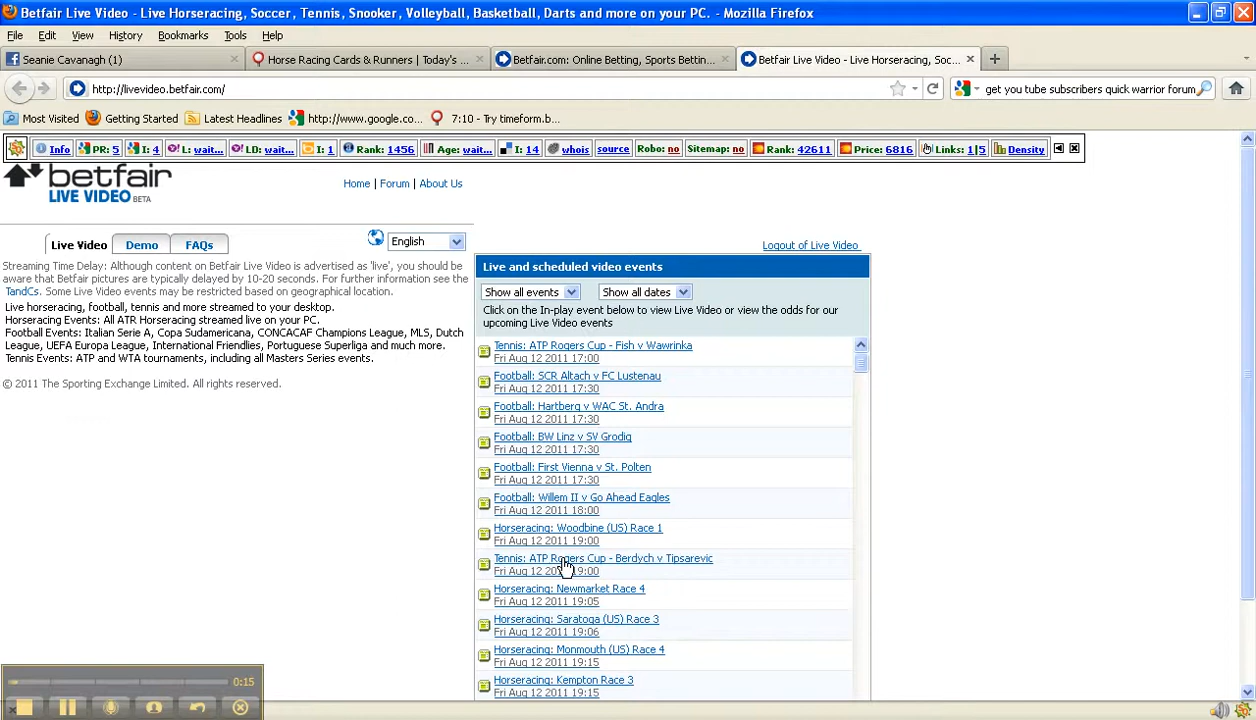 Betfair Live Video - Live Horseracing, Soccer, Tennis, Snooker, Volleyball, Basketball, Darts and more on your PC. - Mozilla Firefox
File Edit View History Bookmarks Tools Help
Seanie Cavanagh (1) Horse Racing Cards & Runners | Today's ... Betfair.com: Online Betting, Sports Bettin... Betfair Live Video - Live Horseracing, Soc...
http://livevideo.betfair.com/ get you tube subscribers quick warrior forum
Most Visited Getting Started Latest Headlines http://www.google.co... 7:10 - Try timeform.b...
Info PR: 5 I: 4 L: wait... LD: wait... I: 1 Rank: 1456 Age: wait... I: 14 whois source Robo: no Sitemap: no Rank: 42611 Price: 6816 Links: 1|5 Density
betfair
LIVE VIDEO BETA
Home | Forum | About Us
Live Video Demo FAQs English
Logout of Live Video
Streaming Time Delay: Although content on Betfair Live Video is advertised as 'live', you should be
aware that Betfair pictures are typically delayed by 10-20 seconds. For further information see the
TandCs. Some Live Video events may be restricted based on geographical location.
Live horseracing, football, tennis and more streamed to your desktop.
Horseracing Events: All ATR Horseracing streamed live on your PC.
Football Events: Italian Serie A, Copa Sudamericana, CONCACAF Champions League, MLS, Dutch
League, UEFA Europa League, International Friendlies, Portuguese Superliga and much more.
Tennis Events: ATP and WTA tournaments, including all Masters Series events.
© 2011 The Sporting Exchange Limited. All rights reserved.
Live and scheduled video events
Show all events Show all dates
Click on the In-play event below to view Live Video or view the odds for our
upcoming Live Video events
Tennis: ATP Rogers Cup - Fish v Wawrinka
Fri Aug 12 2011 17:00
Football: SCR Altach v FC Lustenau
Fri Aug 12 2011 17:30
Football: Hartberg v WAC St. Andra
Fri Aug 12 2011 17:30
Football: BW Linz v SV Grodig
Fri Aug 12 2011 17:30
Football: First Vienna v St. Polten
Fri Aug 12 2011 17:30
Football: Willem II v Go Ahead Eagles
Fri Aug 12 2011 18:00
Horseracing: Woodbine (US) Race 1
Fri Aug 12 2011 19:00
Tennis: ATP Rogers Cup - Berdych v Tipsarevic
Fri Aug 12 19:00
Horseracing: Newmarket Race 4
Fri Aug 12 2011 19:05
Horseracing: Saratoga (US) Race 3
Fri Aug 12 2011 19:06
Horseracing: Monmouth (US) Race 4
Fri Aug 12 2011 19:15
Horseracing: Kempton Race 3
Fri Aug 12 2011 19:15
0:15